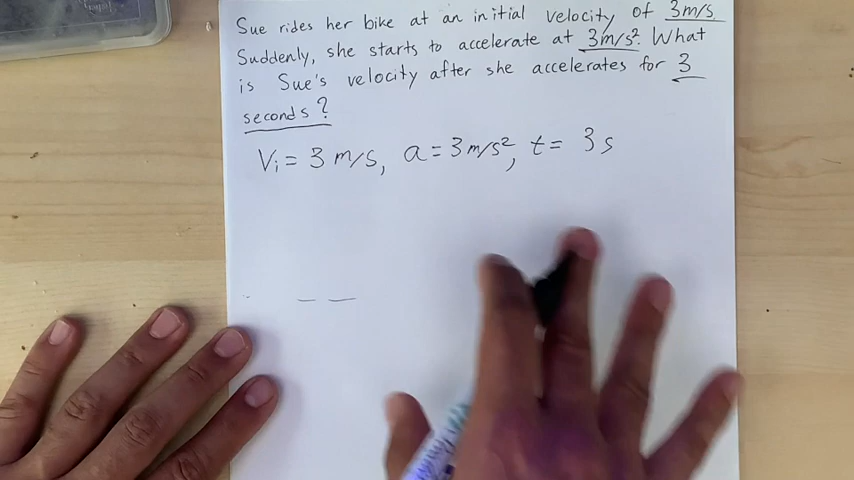 Sue rides her bike at an initial velocity of 3m/s
Suddenly, she starts to accelerate at 3m/s². What
is Sue's velocity after she accelerates for 3
seconds?
Vi = 3 m/s, a = 3 m/s², t = 3 s